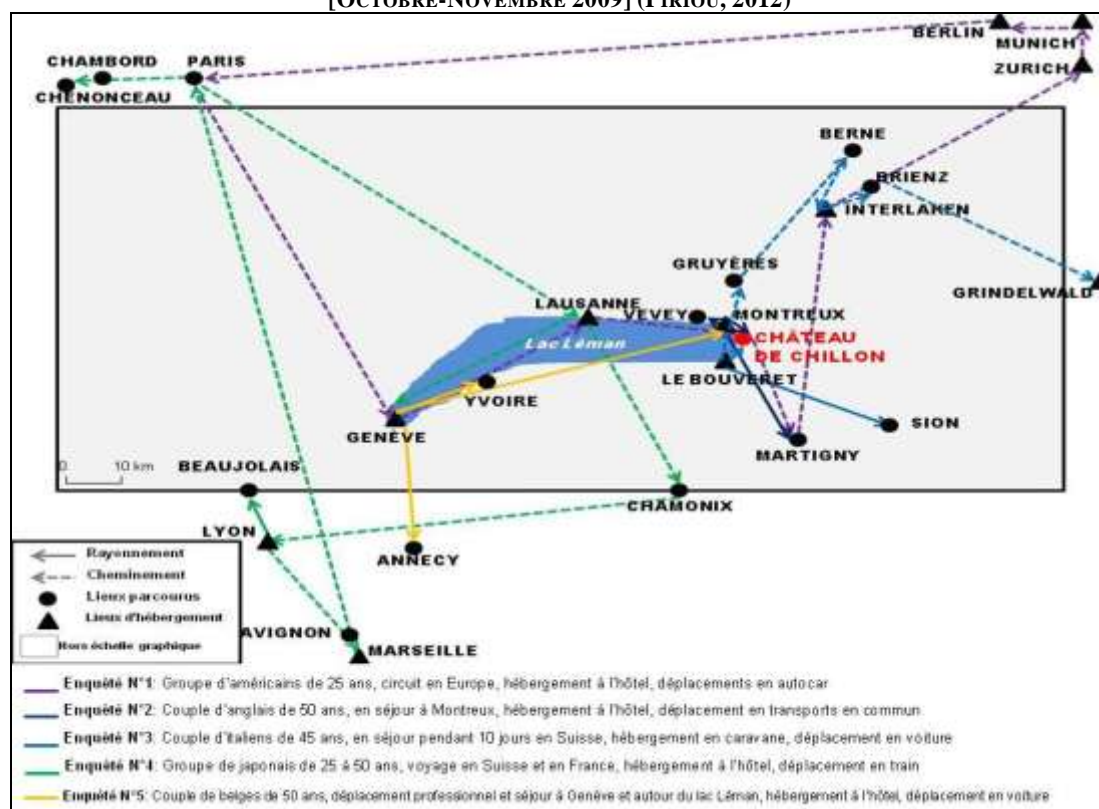 [OCTOBRE-NOVEMBRE 2009] (PIRIOU, 2012)
BERLIN
MUNICH
ZURICH
CHAMBORD
PARIS
CHENONCEAU
BERNE
BRIENZ
INTERLAKEN
GRUYÈRES
GRINDELWALD
LAUSANNE
VEVEY
MONTREUX
Lac Léman
CHÂTEAU
DE CHILLON
LE BOUVERET
YVOIRE
GENÈVE
SION
MARTIGNY
0 10 km
BEAUJOLAIS
CHAMONIX
LYON
ANNECY
Rayonnement
Cheminement
Lieux parcourus
Lieux d'hébergement
Hors échelle graphique
AVIGNON
MARSEILLE
Enquêté N°1: Groupe d'américains de 25 ans, circuit en Europe, hébergement à l'hôtel, déplacements en autocar
Enquêté N°2: Couple d'anglais de 50 ans, en séjour à Montreux, hébergement à l'hôtel, déplacement en transports en commun
Enquêté N°3: Couple d'italiens de 45 ans, en séjour pendant 10 jours en Suisse, hébergement en caravane, déplacement en voiture
Enquêté N°4: Groupe de japonais de 25 à 50 ans, voyage en Suisse et en France, hébergement à l'hôtel, déplacement en train
Enquêté N°5: Couple de belges de 50 ans, déplacement professionnel et séjour à Genève et autour du lac Léman, hébergement à l'hôtel, déplacement en voiture